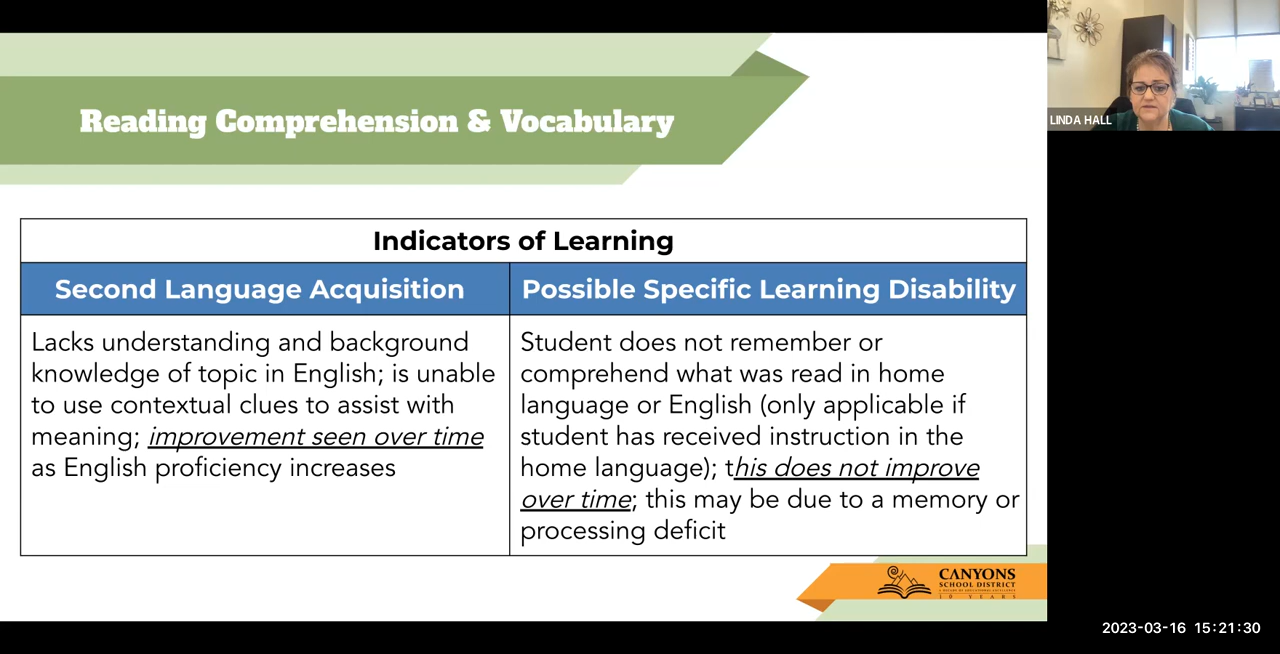 Reading Comprehension & Vocabulary
LINDA HALL
Indicators of Learning
Second Language Acquisition
Possible Specific Learning Disability
Lacks understanding and background
knowledge of topic in English; is unable
to use contextual clues to assist with
meaning; improvement seen over time
as English proficiency increases
Student does not remember or
comprehend what was read in home
language or English (only applicable if
student has received instruction in the
home language); this does not improve
over time; this may be due to a memory or
processing deficit
CANYONS
SCHOOL DISTRICT
10 YEARS
2023-03-16 15:21:30